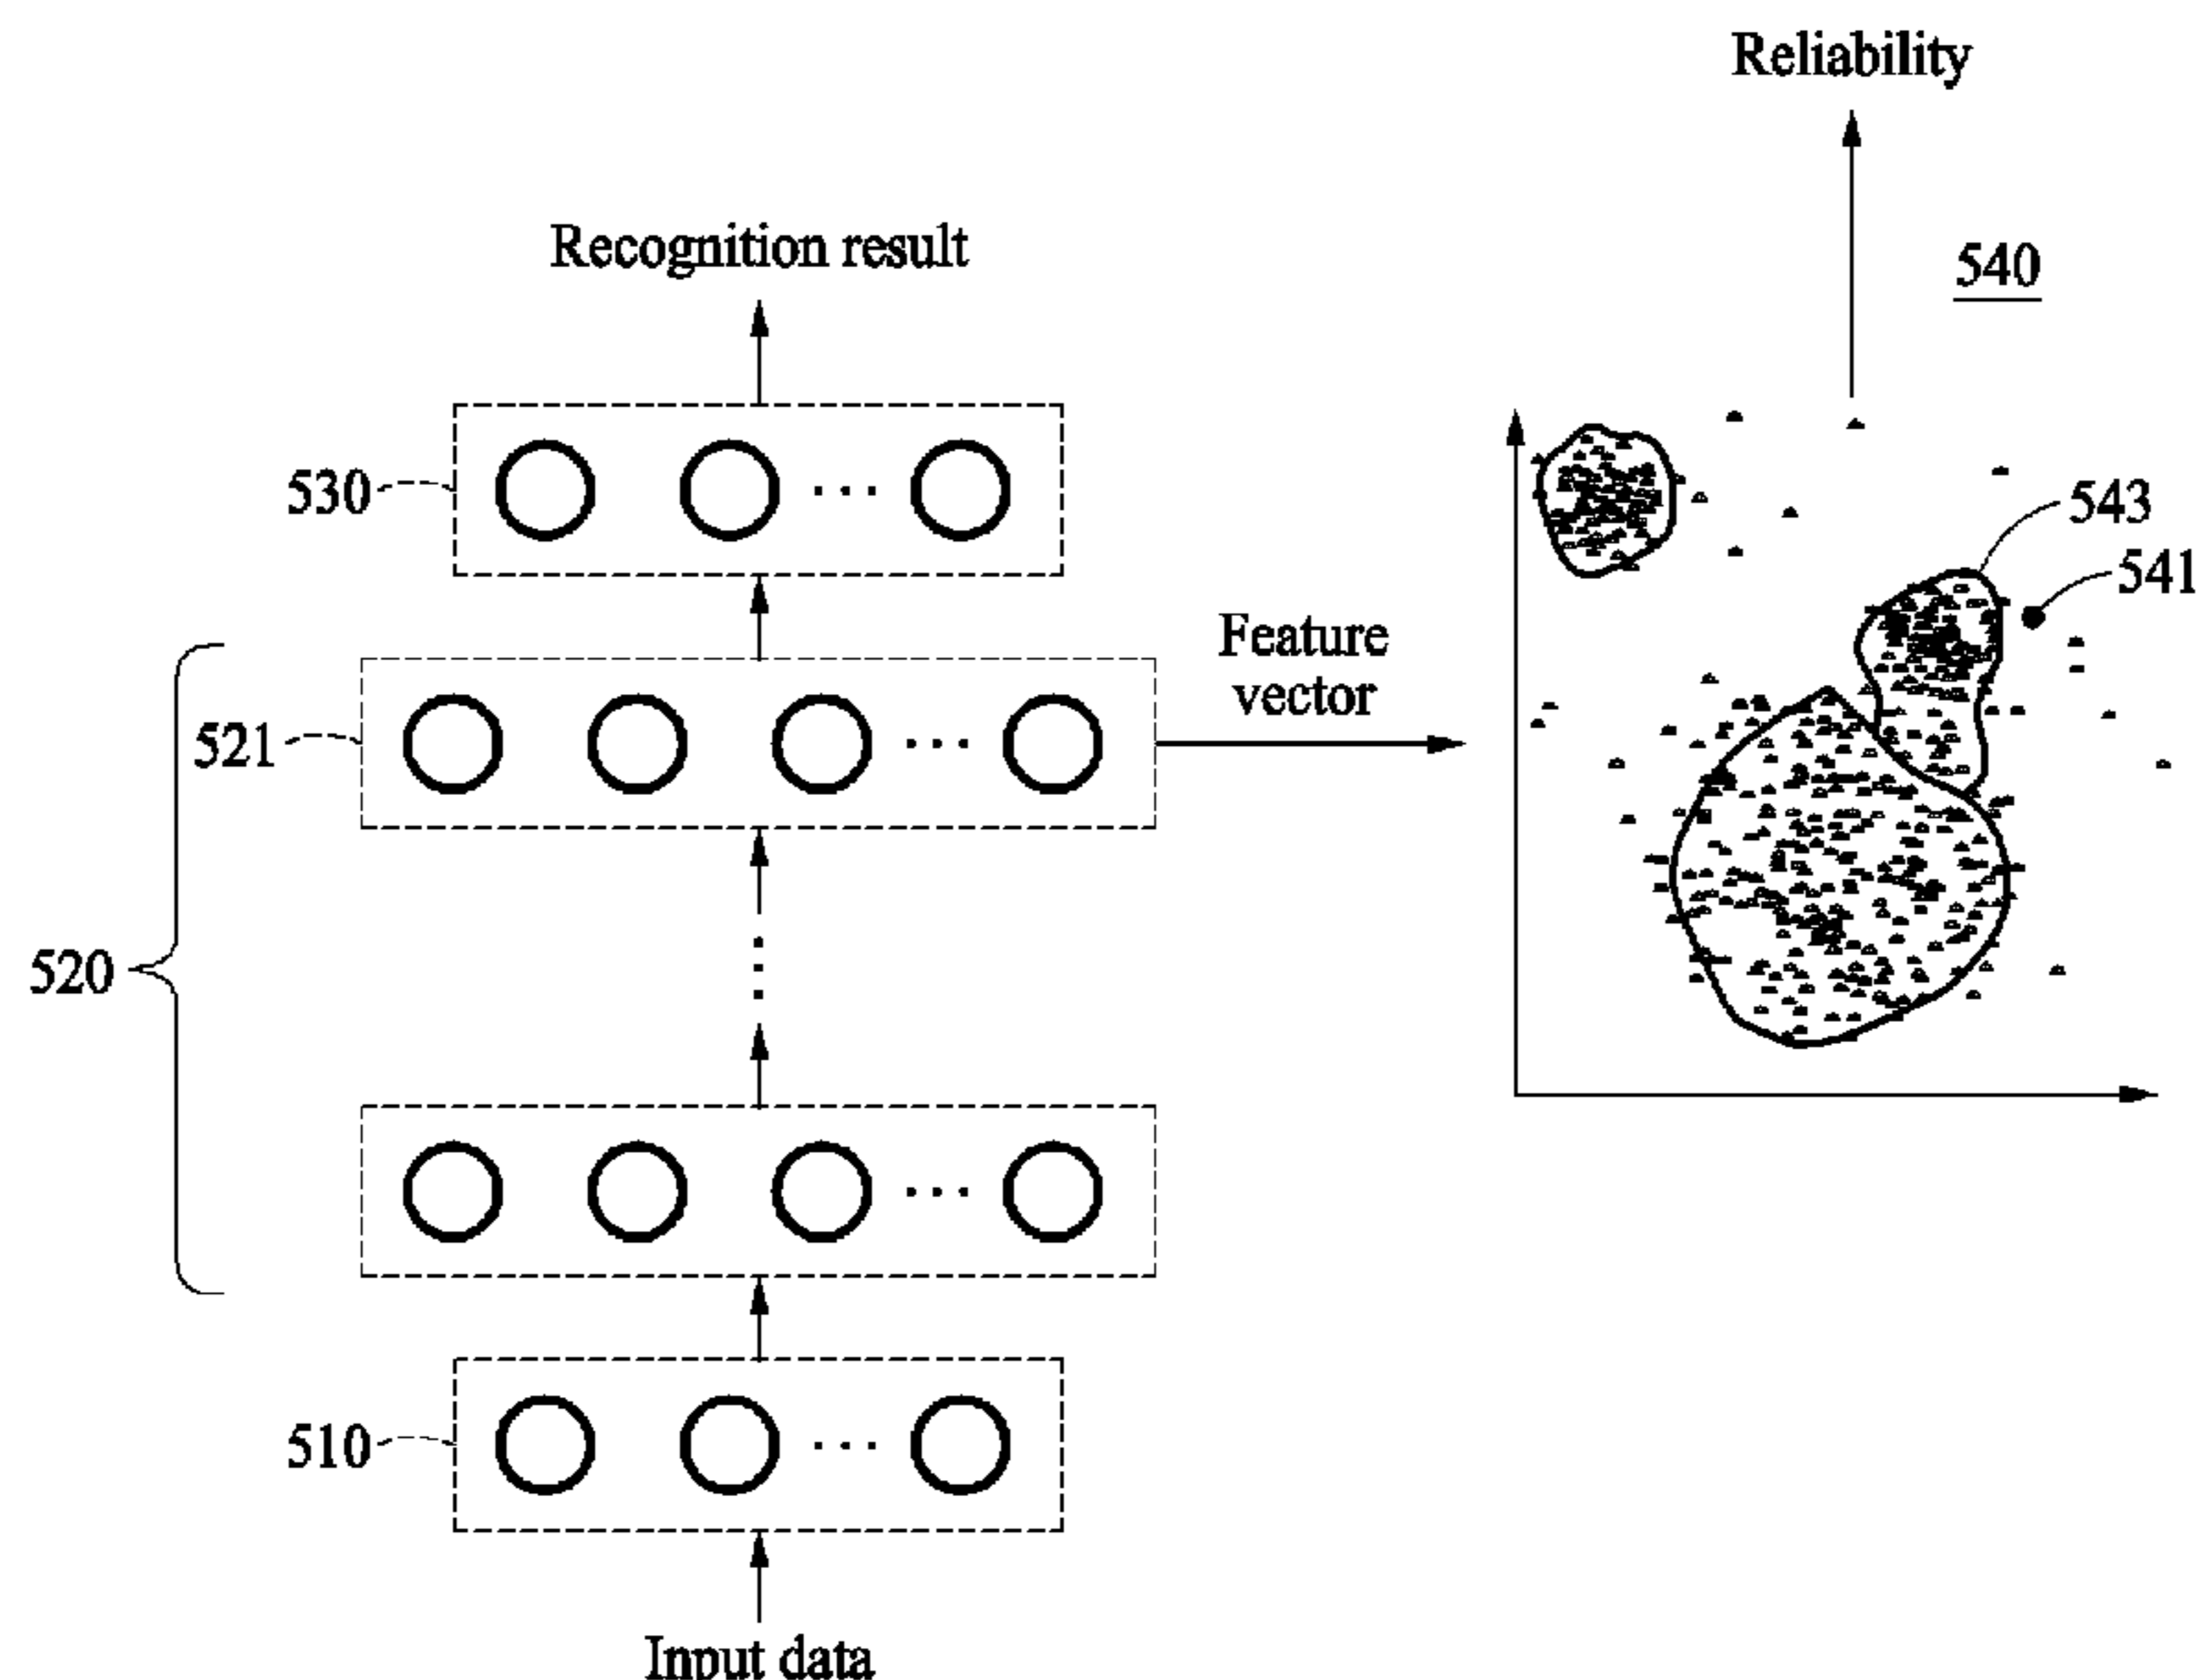 Reliability
540
Recognition result
530
543
541
Feature
vector
521
520
510
Input data